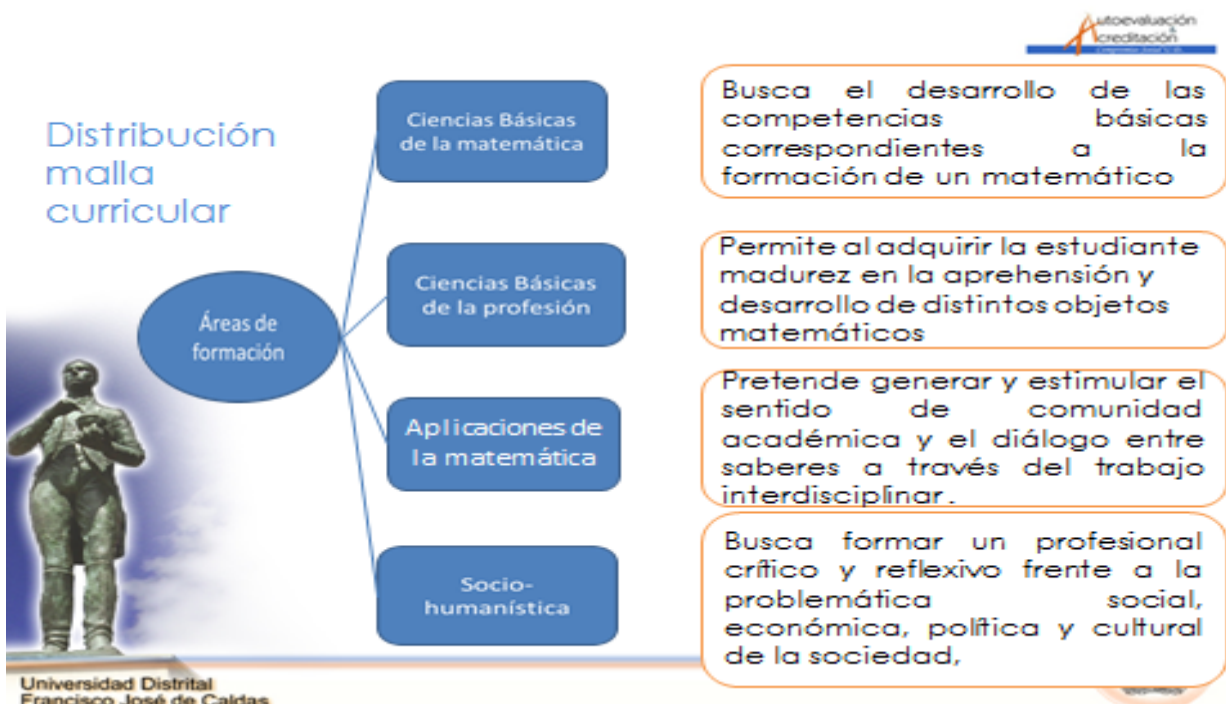 Autoevaluación
&
Acreditación
Distribución
malla
curricular
Áreas de
formación
Ciencias Básicas
de la matemática
Busca el desarrollo de las
competencias básicas
correspondientes a la
formación de un matemático
Ciencias Básicas
de la profesión
Permite al adquirir la estudiante
madurez en la aprehensión y
desarrollo de distintos objetos
matemáticos
Aplicaciones de
la matemática
Pretende generar y estimular el
sentido de comunidad
académica y el diálogo entre
saberes a través del trabajo
interdisciplinar.
Socio-
humanística
Busca formar un profesional
crítico y reflexivo frente a la
problemática social,
económica, política y cultural
de la sociedad,
Universidad Distrital
Francisco José de Caldas